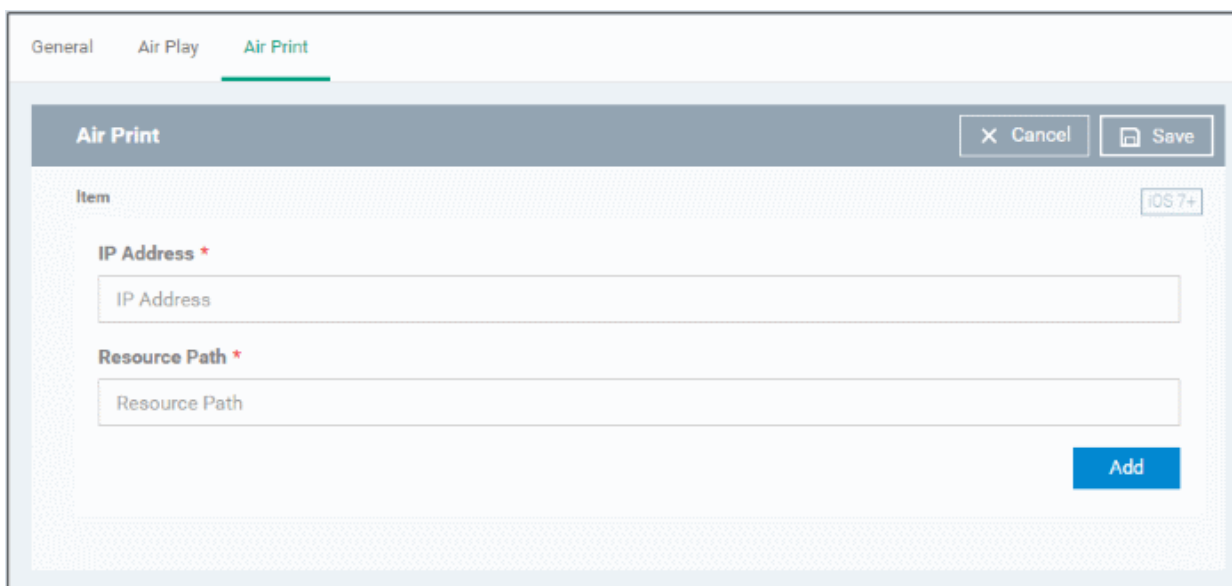 General Air Play Air Print
Air Print Cancel Save
Item iOS 7+
IP Address *
IP Address
Resource Path *
Resource Path
Add